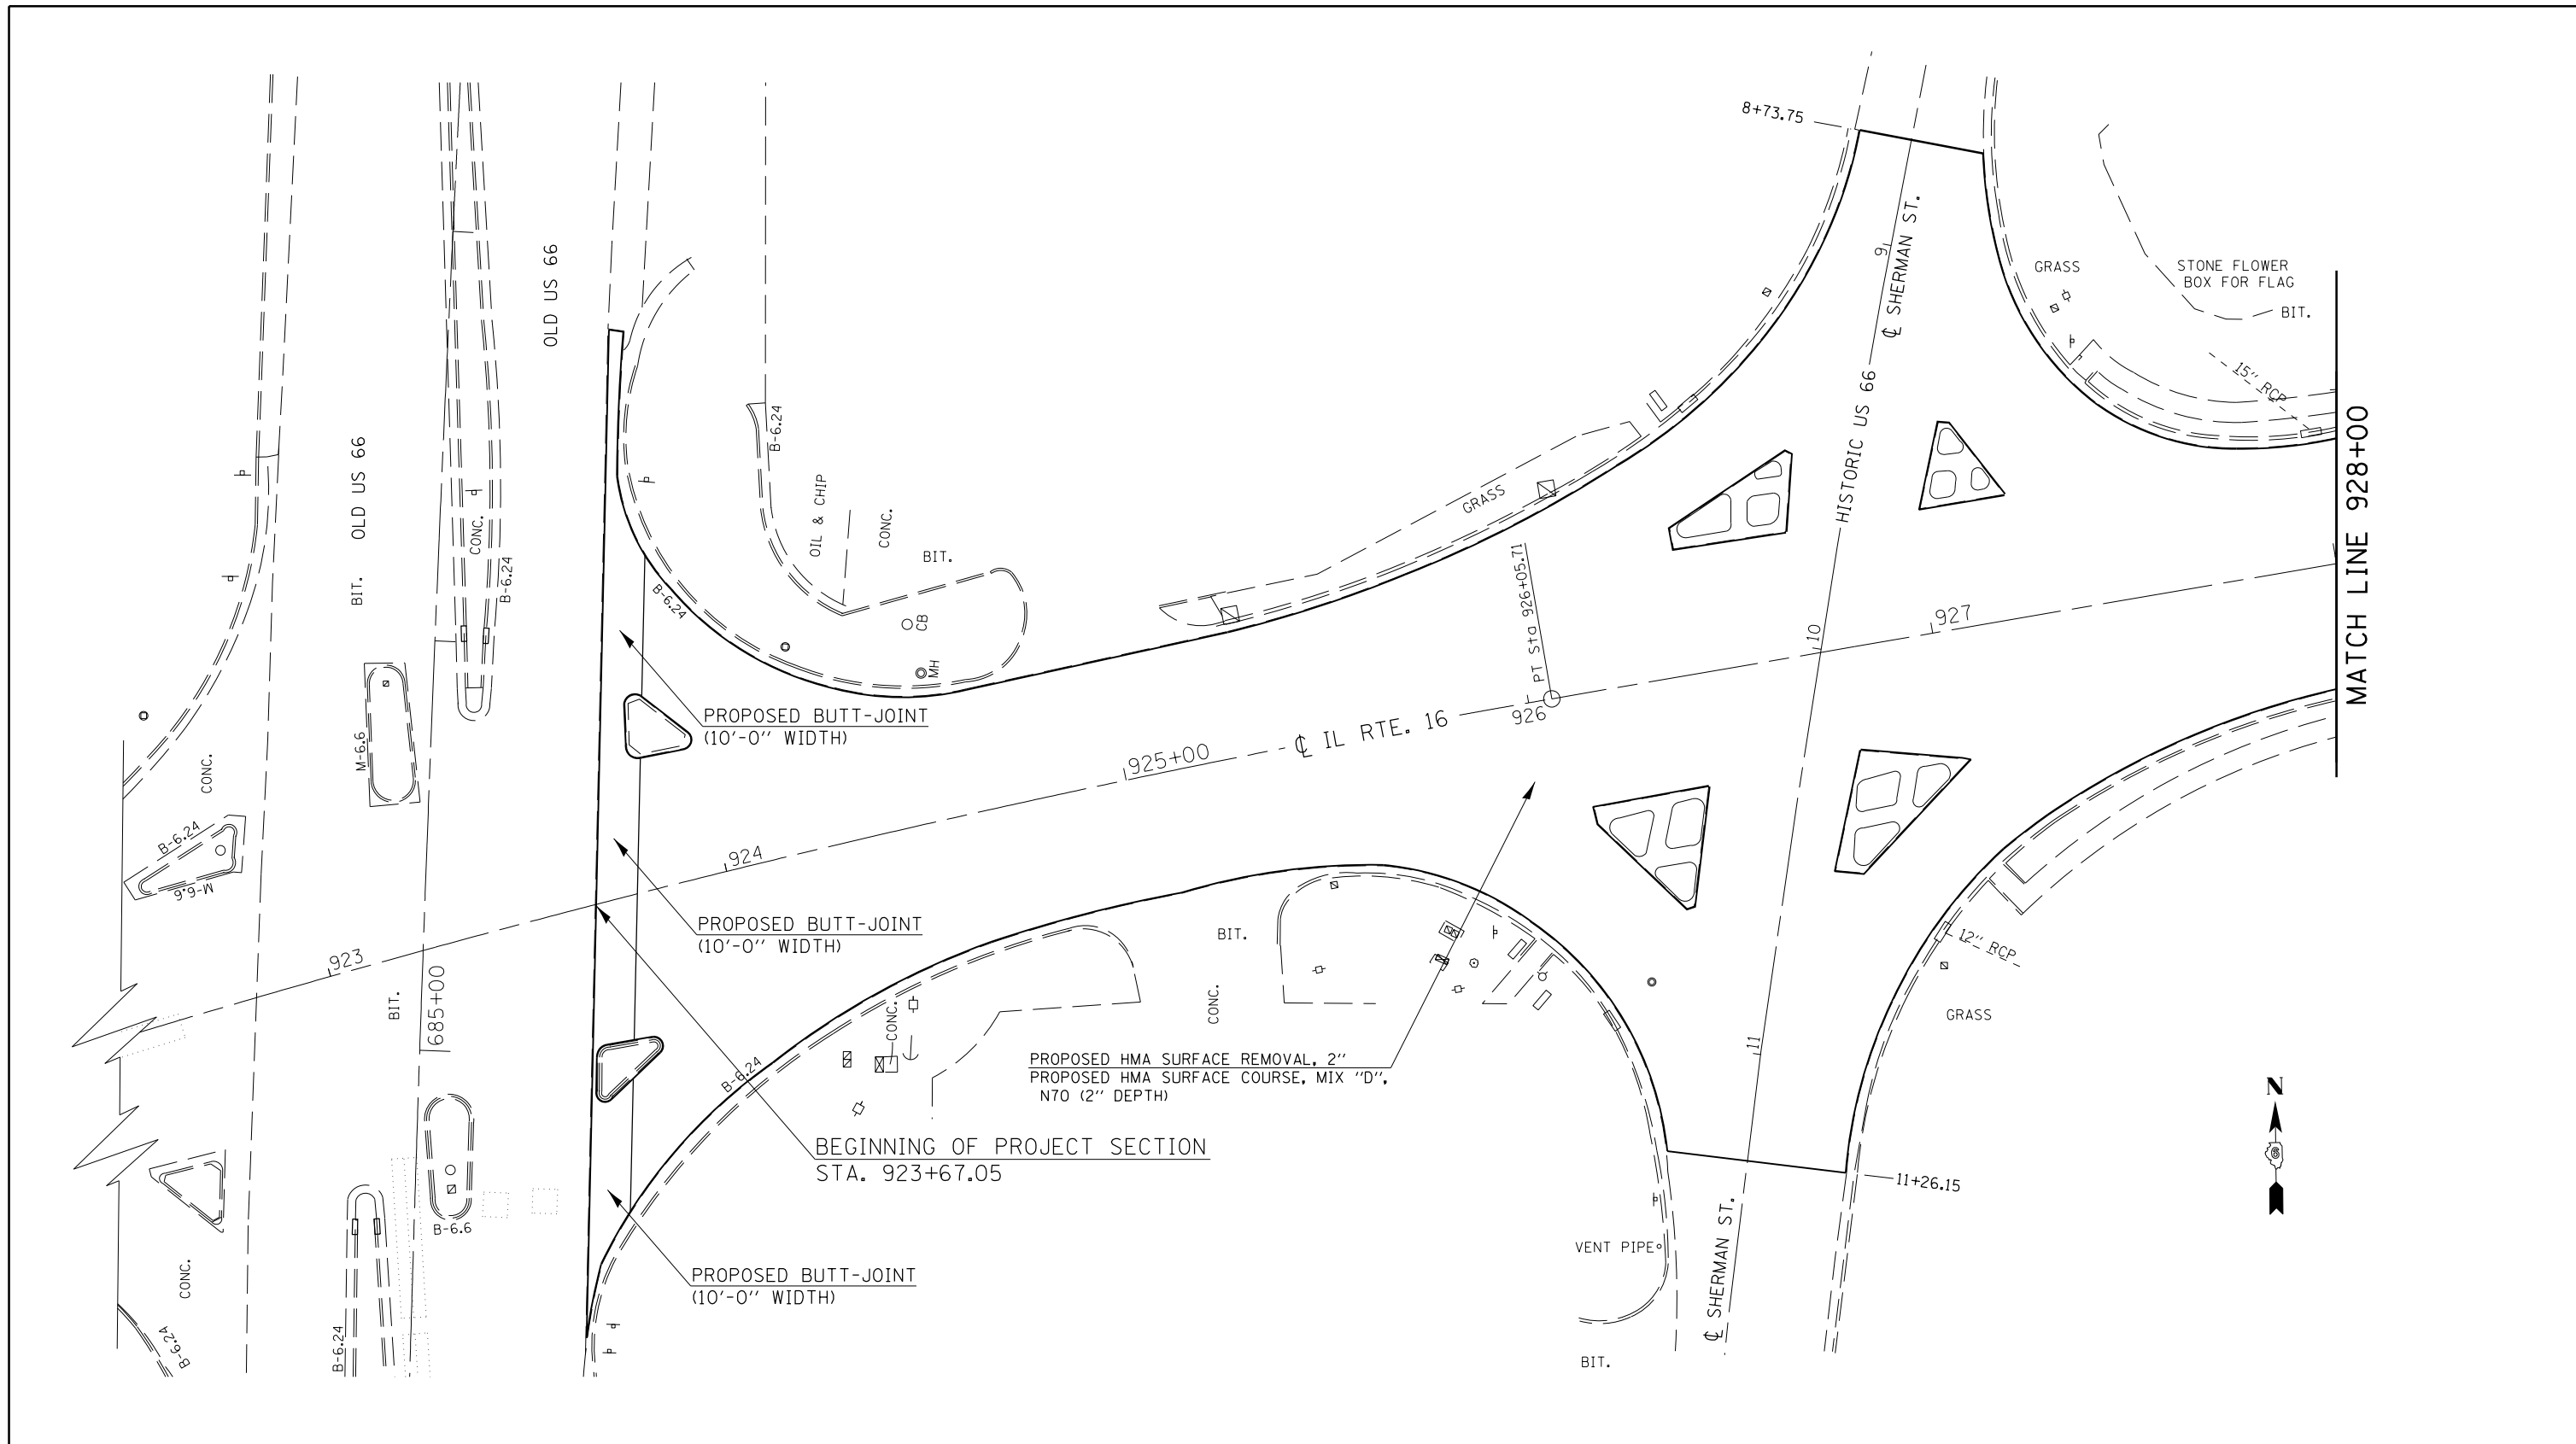 8+73.75
OLD US 66
OLD US 66
℄ SHERMAN ST.
9
HISTORIC US 66
GRASS
STONE FLOWER
BOX FOR FLAG
BIT.
15" RCP
MATCH LINE 928+00
B-6.24
OIL & CHIP
CONC.
BIT.
GRASS
CONC.
B-6.24
BIT.
B-6.24
CB
MH
PT Sta 926+05.71
10
927
926
℄ IL RTE. 16
925+00
924
923
M-6.6
CONC.
B-6.24
M-6.6
PROPOSED BUTT-JOINT
(10'-0" WIDTH)
PROPOSED BUTT-JOINT
(10'-0" WIDTH)
BIT.
685+00
BIT.
CONC.
CONC.
12" RCP
GRASS
11
PROPOSED HMA SURFACE REMOVAL, 2"
PROPOSED HMA SURFACE COURSE, MIX "D",
N70 (2" DEPTH)
B-6.24
BEGINNING OF PROJECT SECTION
STA. 923+67.05
N
6
11+26.15
B-6.6
℄ SHERMAN ST.
VENT PIPE
PROPOSED BUTT-JOINT
(10'-0" WIDTH)
CONC.
B-6.24
B-6.24
BIT.